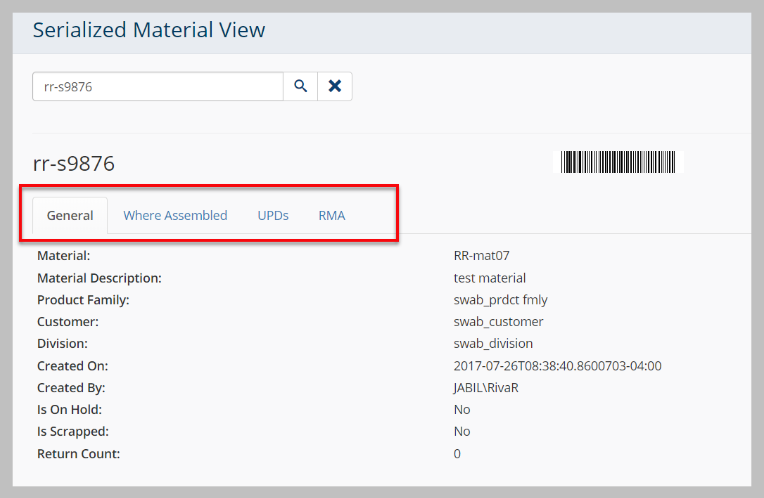 Serialized Material View
rr-s9876
rr-s9876
General Where Assembled UPDs RMA
Material: RR-mat07
Material Description: test material
Product Family: swab_prdct fmly
Customer: swab_customer
Division: swab_division
Created On: 2017-07-26T08:38:40.8600703-04:00
Created By: JABIL\RivaR
Is On Hold: No
Is Scrapped: No
Return Count: 0